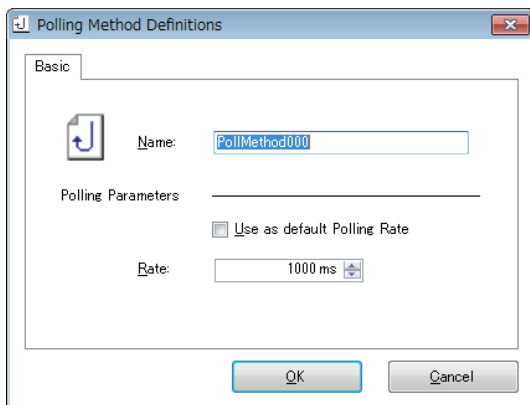 Polling Method Definitions
Basic
Name: PollMethod000
Polling Parameters
Use as default Polling Rate
Rate: 1000 ms
OK Cancel